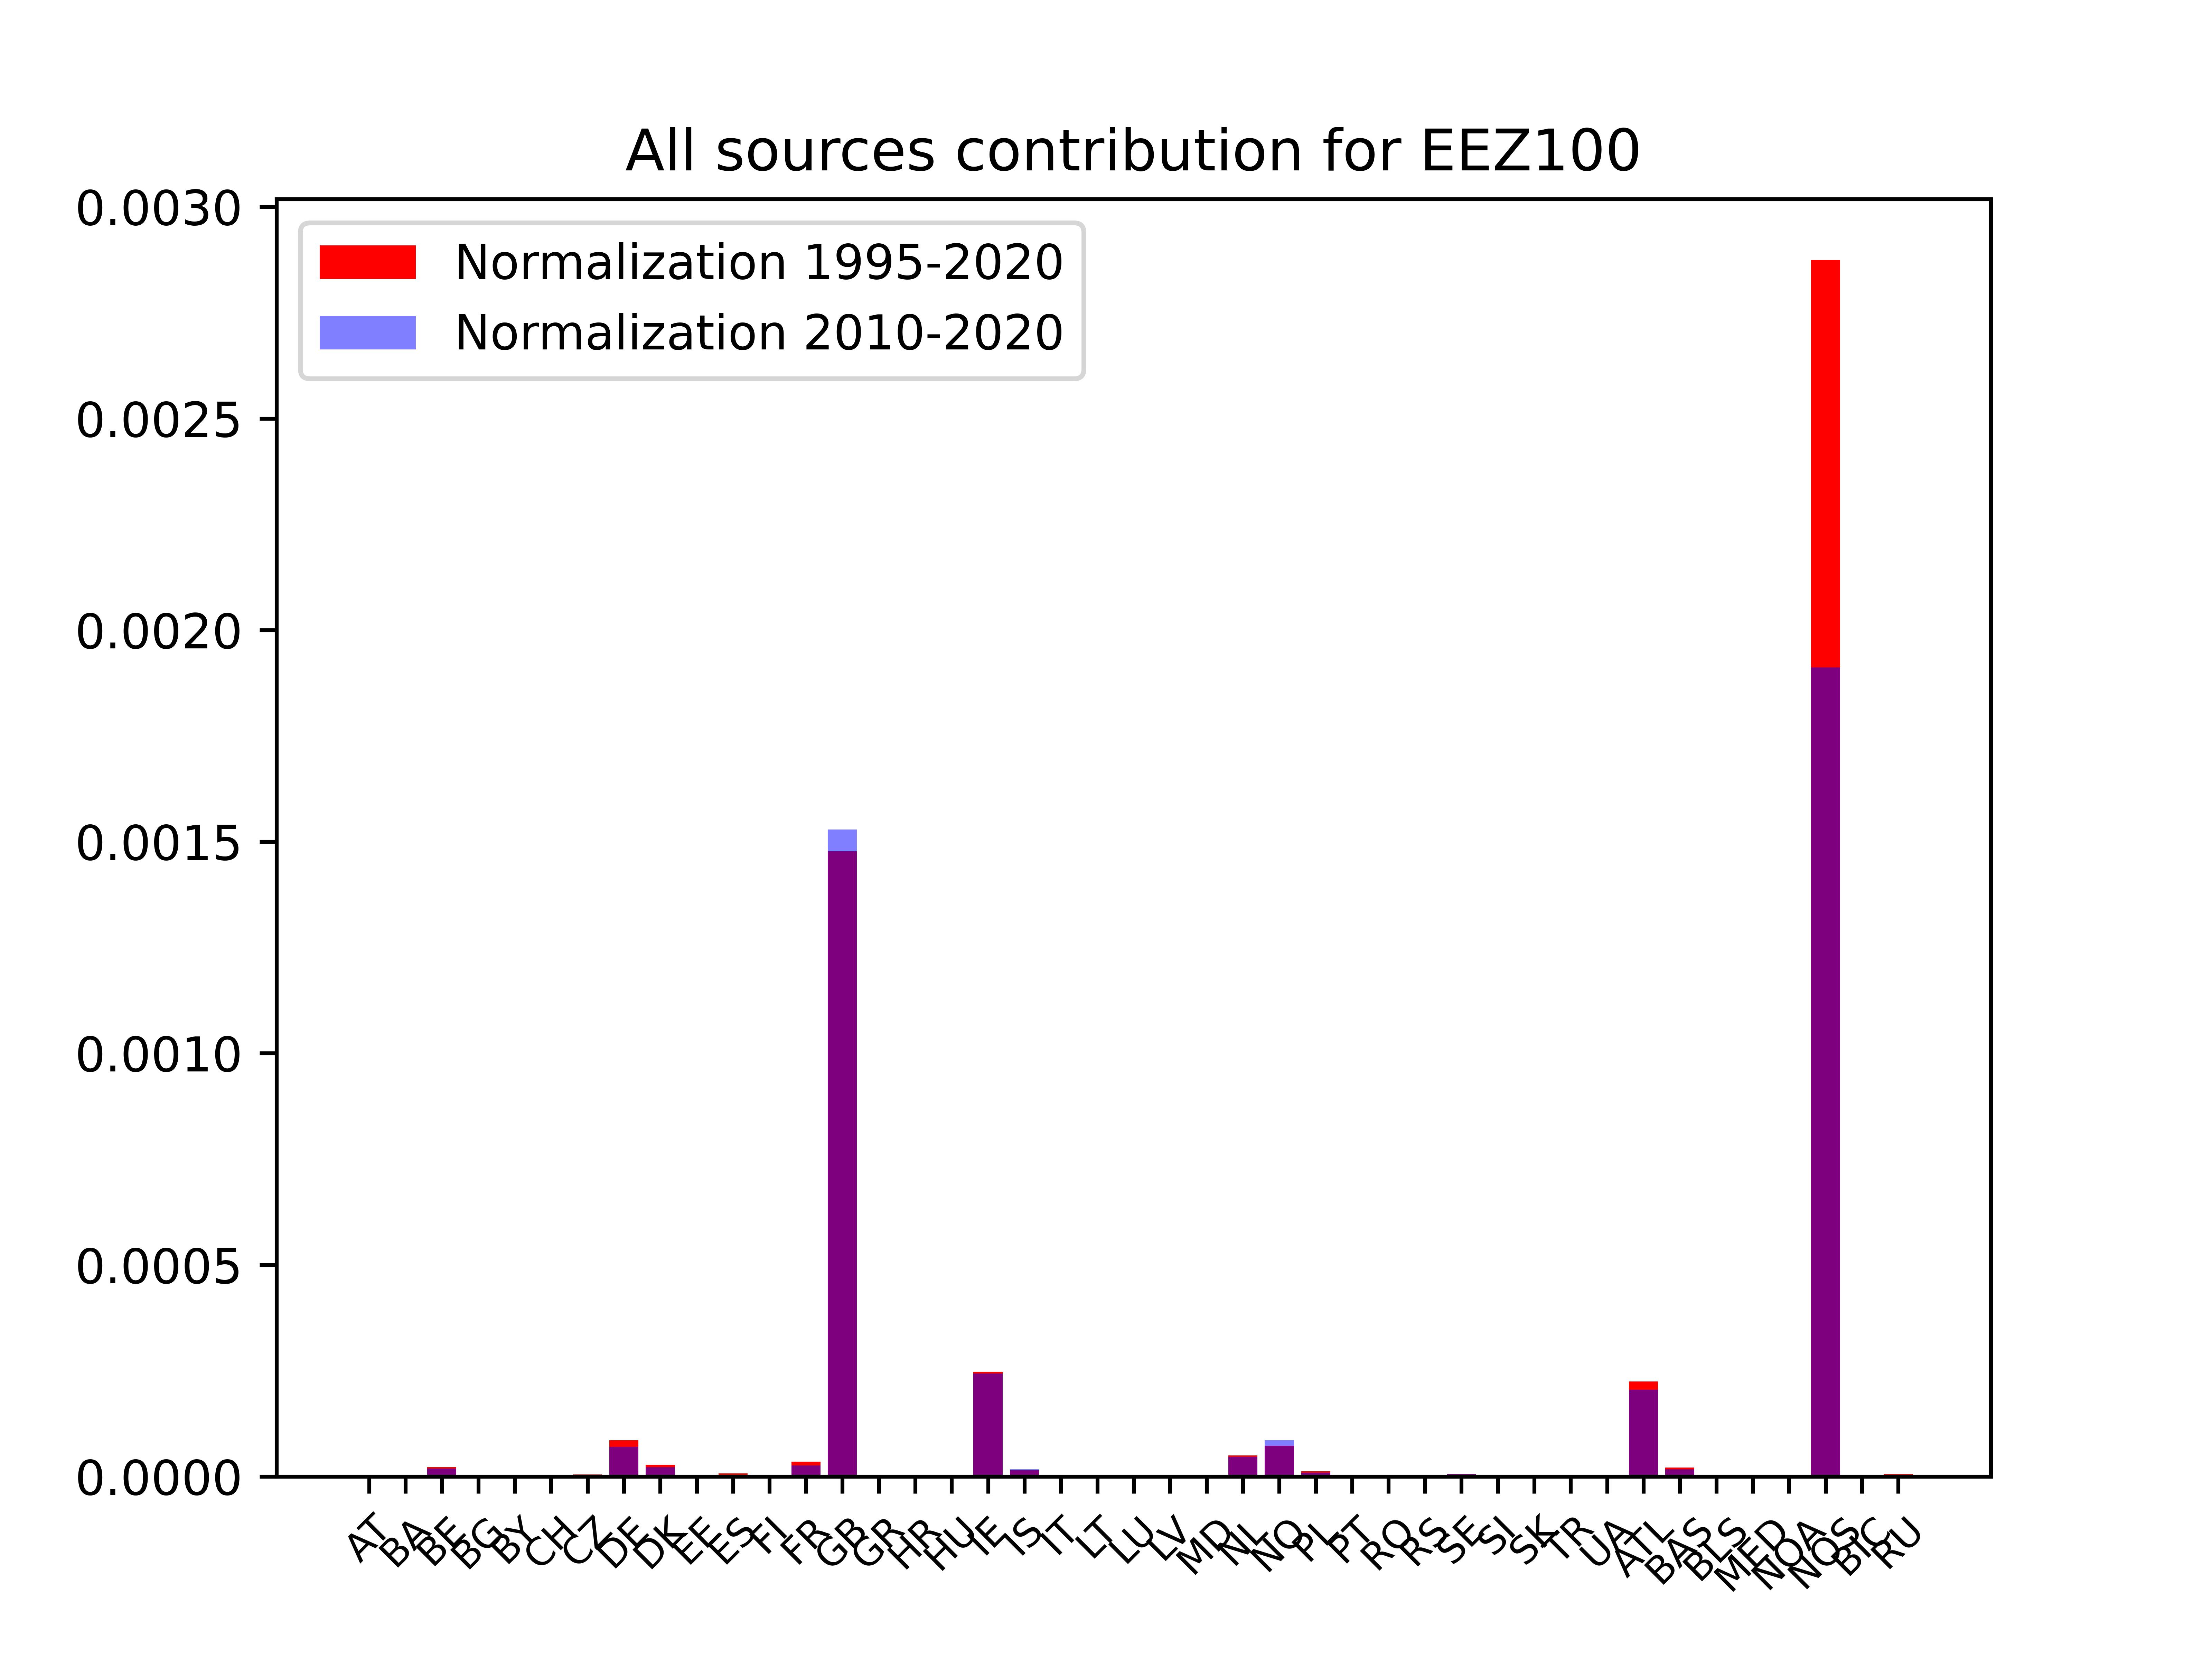 All sources contribution for EEZ100
0.0030
0.0025
0.0020
0.0015
0.0010
0.0005
0.0000
Normalization 1995-2020
Normalization 2010-2020
AT BA BE BG BY CH CZ DE DK EE ES FI FR GB GR HR HU IE IS IT LT LU LV MD NL NO PL PT RO RS SE SI SK TR UA ATL BAS BLS MED NOA NOS BIC RU